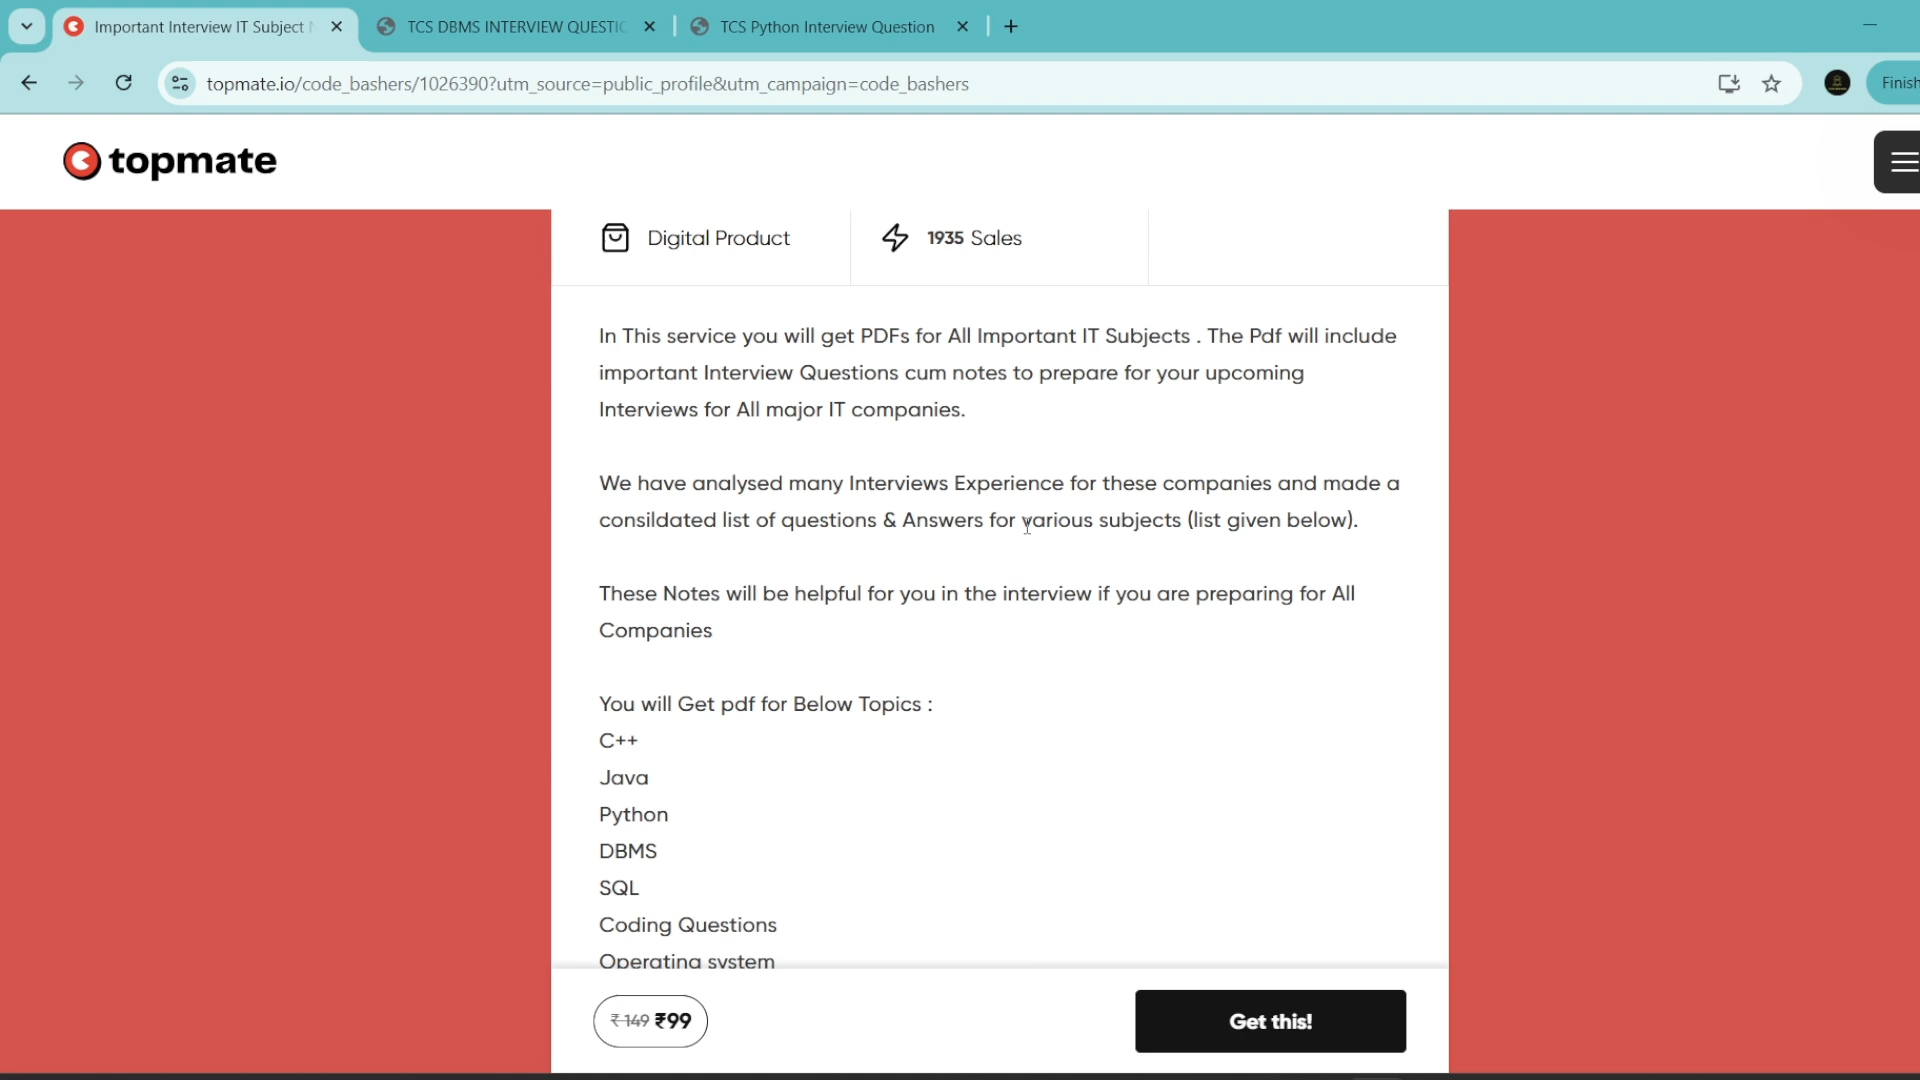 Important Interview IT Subject
TCS DBMS INTERVIEW QUESTIC
TCS Python Interview Question
topmate.io/code_bashers/1026390?utm_source=public_profile&utm_campaign=code_bashers
Finish
topmate
Digital Product
1935 Sales
In This service you will get PDFs for All Important IT Subjects . The Pdf will include
important Interview Questions cum notes to prepare for your upcoming
Interviews for All major IT companies.
We have analysed many Interviews Experience for these companies and made a
consildated list of questions & Answers for various subjects (list given below).
These Notes will be helpful for you in the interview if you are preparing for All
Companies
You will Get pdf for Below Topics :
C++
Java
Python
DBMS
SQL
Coding Questions
Operating system
₹149 ₹99
Get this!